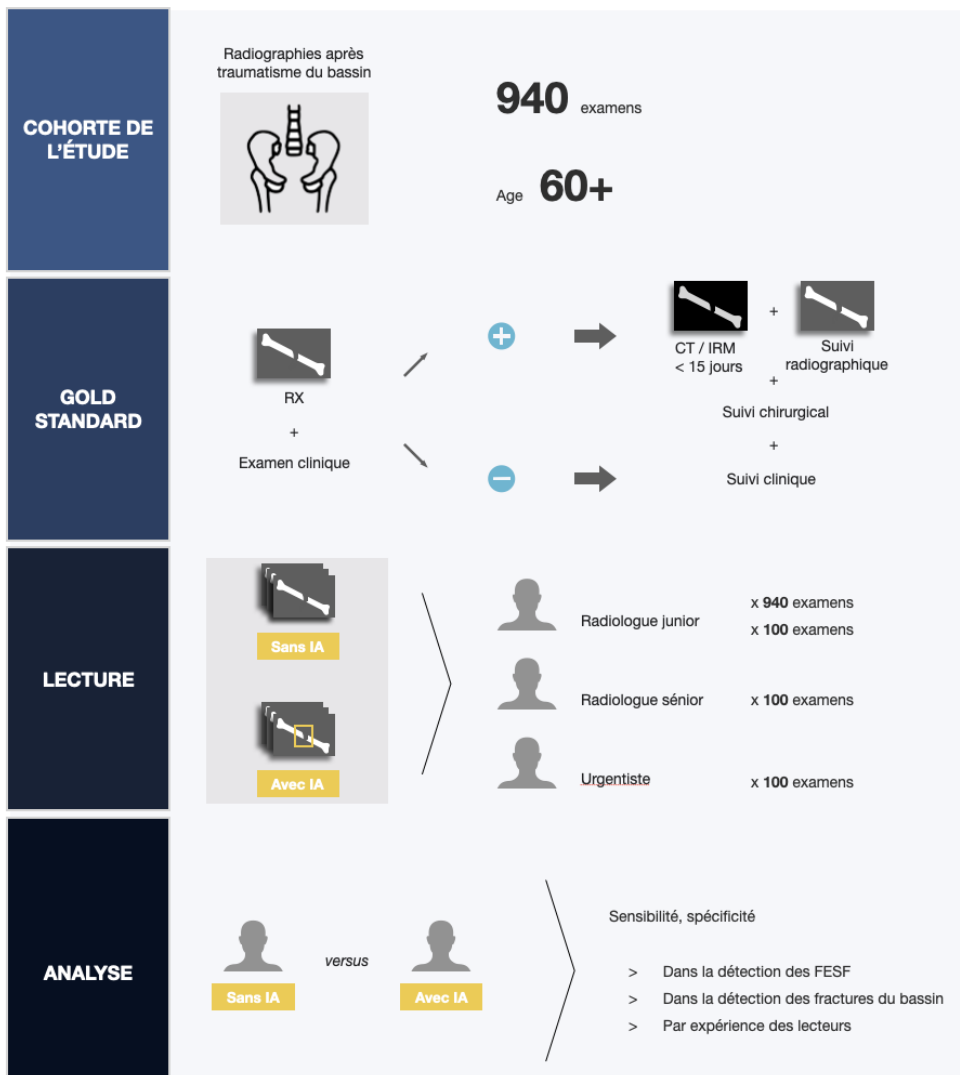 COHORTE DE
L'ÉTUDE
Radiographies après
traumatisme du bassin
940 examens
Age 60+
GOLD
STANDARD
RX
+
Examen clinique
+
CT / IRM
< 15 jours
Suivi
radiographique
+
Suivi chirurgical
+
Suivi clinique
LECTURE
Sans IA
Avec IA
Radiologue junior
x 940 examens
x 100 examens
Radiologue sénior
x 100 examens
Urgentiste
x 100 examens
ANALYSE
Sans IA
versus
Avec IA
Sensibilité, spécificité
> Dans la détection des FESF
> Dans la détection des fractures du bassin
> Par expérience des lecteurs